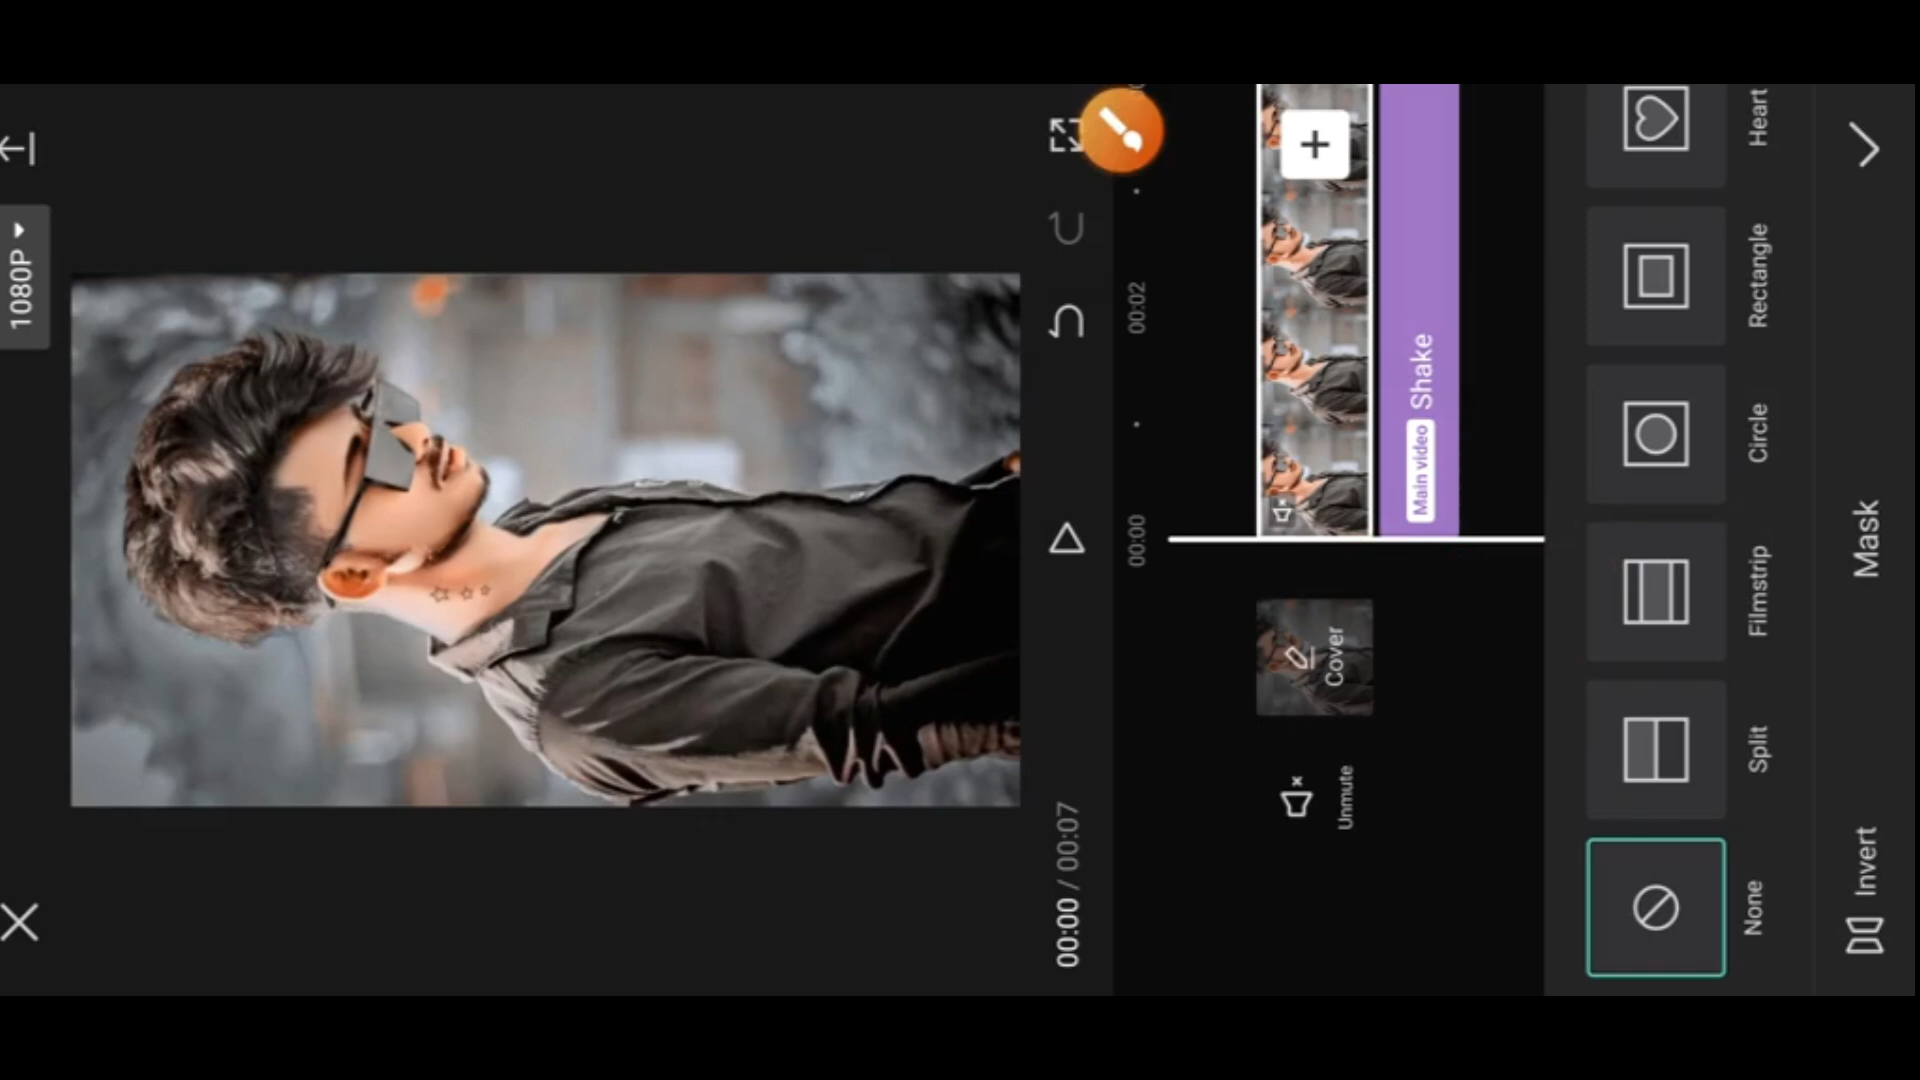 1080P
00:00 / 00:07
00:00
00:02
Unmute
Cover
Main video Shake
None
Split
Filmstrip
Circle
Rectangle
Heart
Invert
Mask